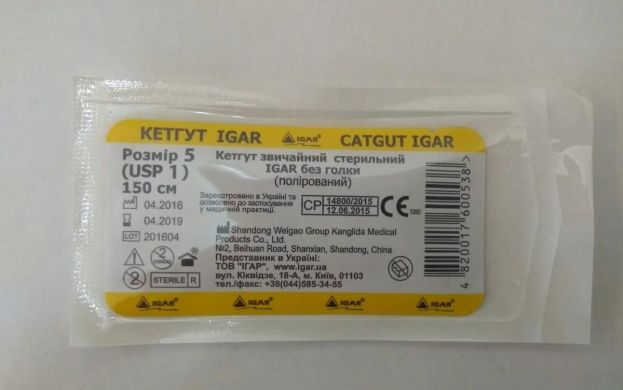 КЕТГУТ IGAR IGAR® CATGUT IGAR
Розмір 5
(USP 1)
150 см
04.2016
04.2019
LOT 201604
STERILE R
Кетгут звичайний стерильний
IGAR без голки
(полірований)
Зареєстровано в Україні та
дозволено до застосування
у медичній практиці.
СР 14800/2015
12.06.2015
CE
Shandong Weigao Group Kanglida Medical
Products Co., Ltd.
№2, Beihuan Road, Shanxian, Shandong, China
Представник в Україні:
ТОВ "ІГАР", www.igar.ua
вул. Кіквідзе, 18-А, м. Київ, 01103
тел./факс: +38(044)585-34-55
4 820017 600538>
IGAR® IGAR® IGAR® IGAR®